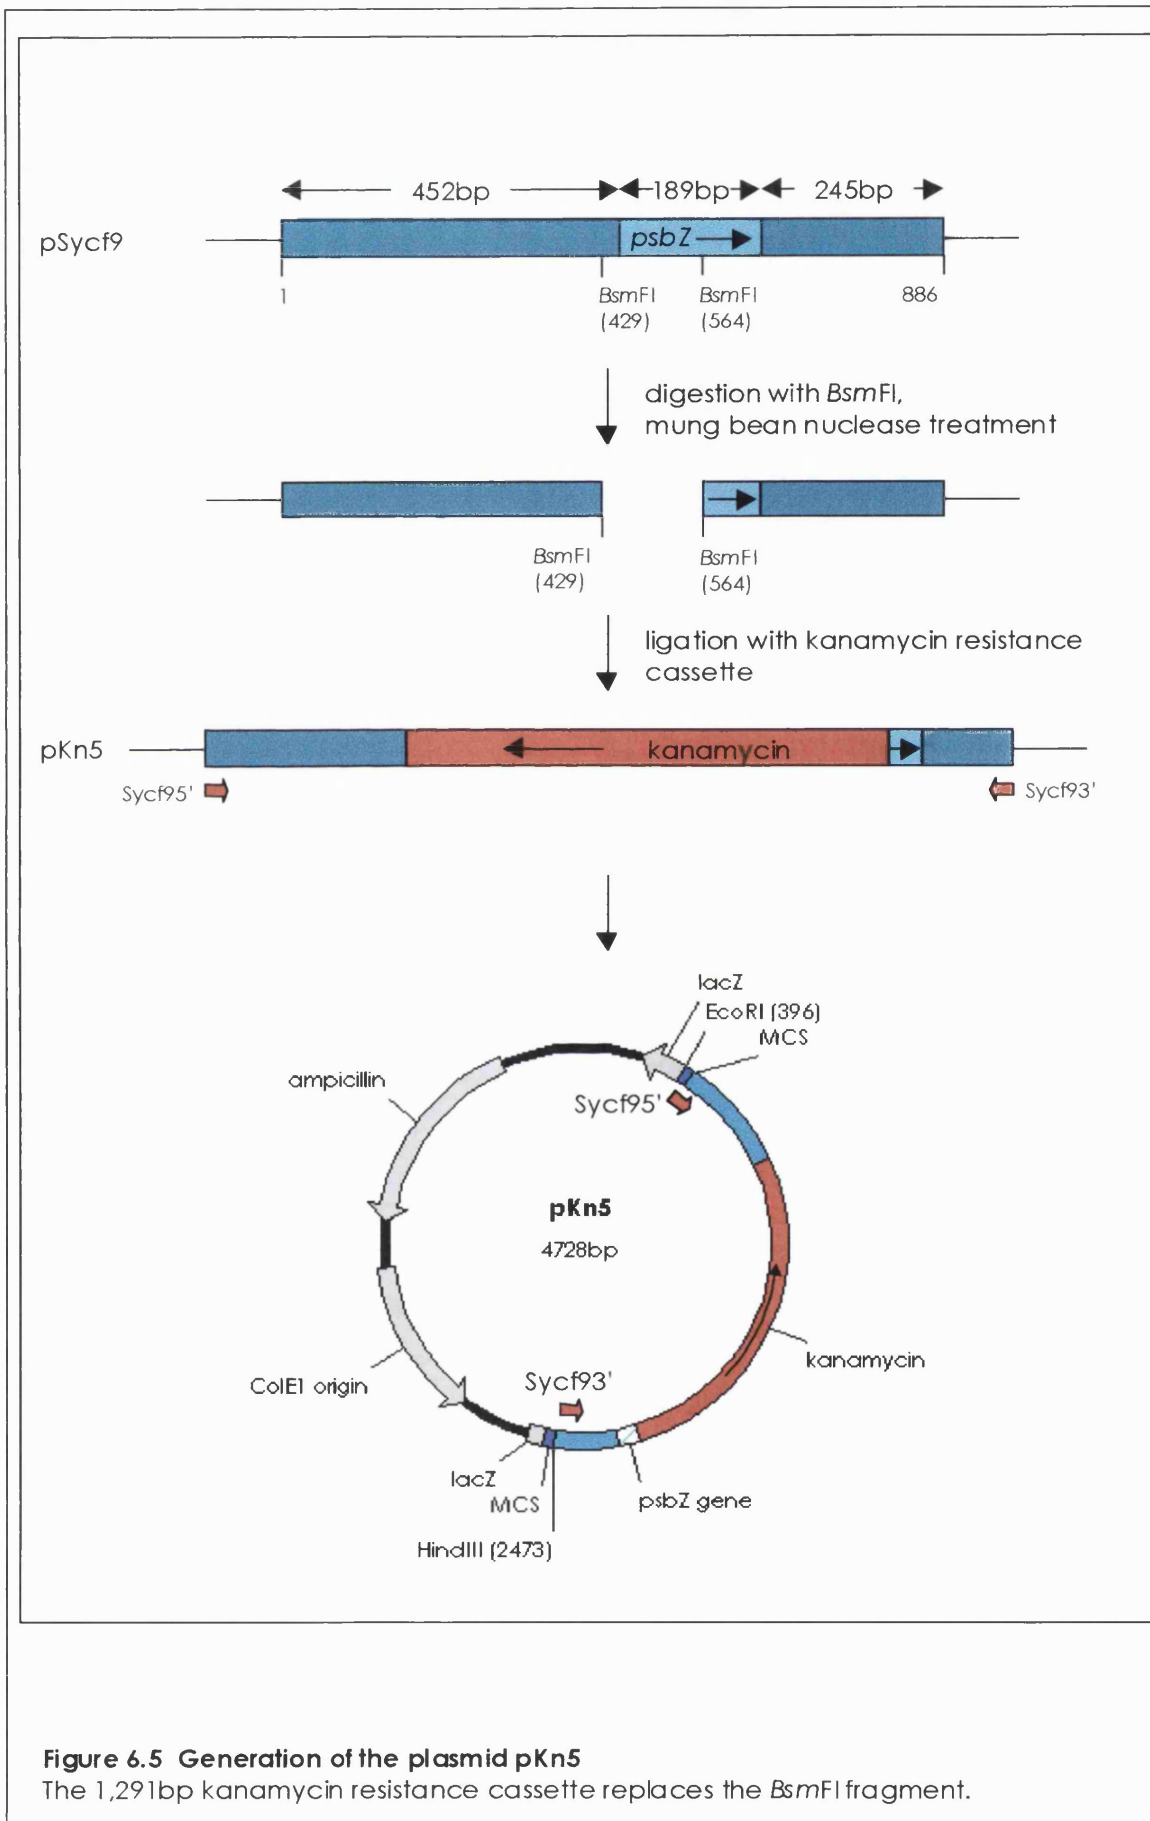 452bp 189bp 245bp
pSycf9 psbZ
1 BsmFI (429) BsmFI (564) 886
digestion with BsmFI,
mung bean nuclease treatment
BsmFI (429) BsmFI (564)
ligation with kanamycin resistance
cassette
pKn5 kanamycin
Sycf95' Sycf93'
lacZ
EcoRI (396)
MCS
ampicillin
Sycf95'
pKn5
4728bp
kanamycin
Sycf93'
ColE1 origin
lacZ
MCS
psbZ gene
HindIII (2473)
Figure 6.5 Generation of the plasmid pKn5
The 1,291bp kanamycin resistance cassette replaces the BsmFI fragment.